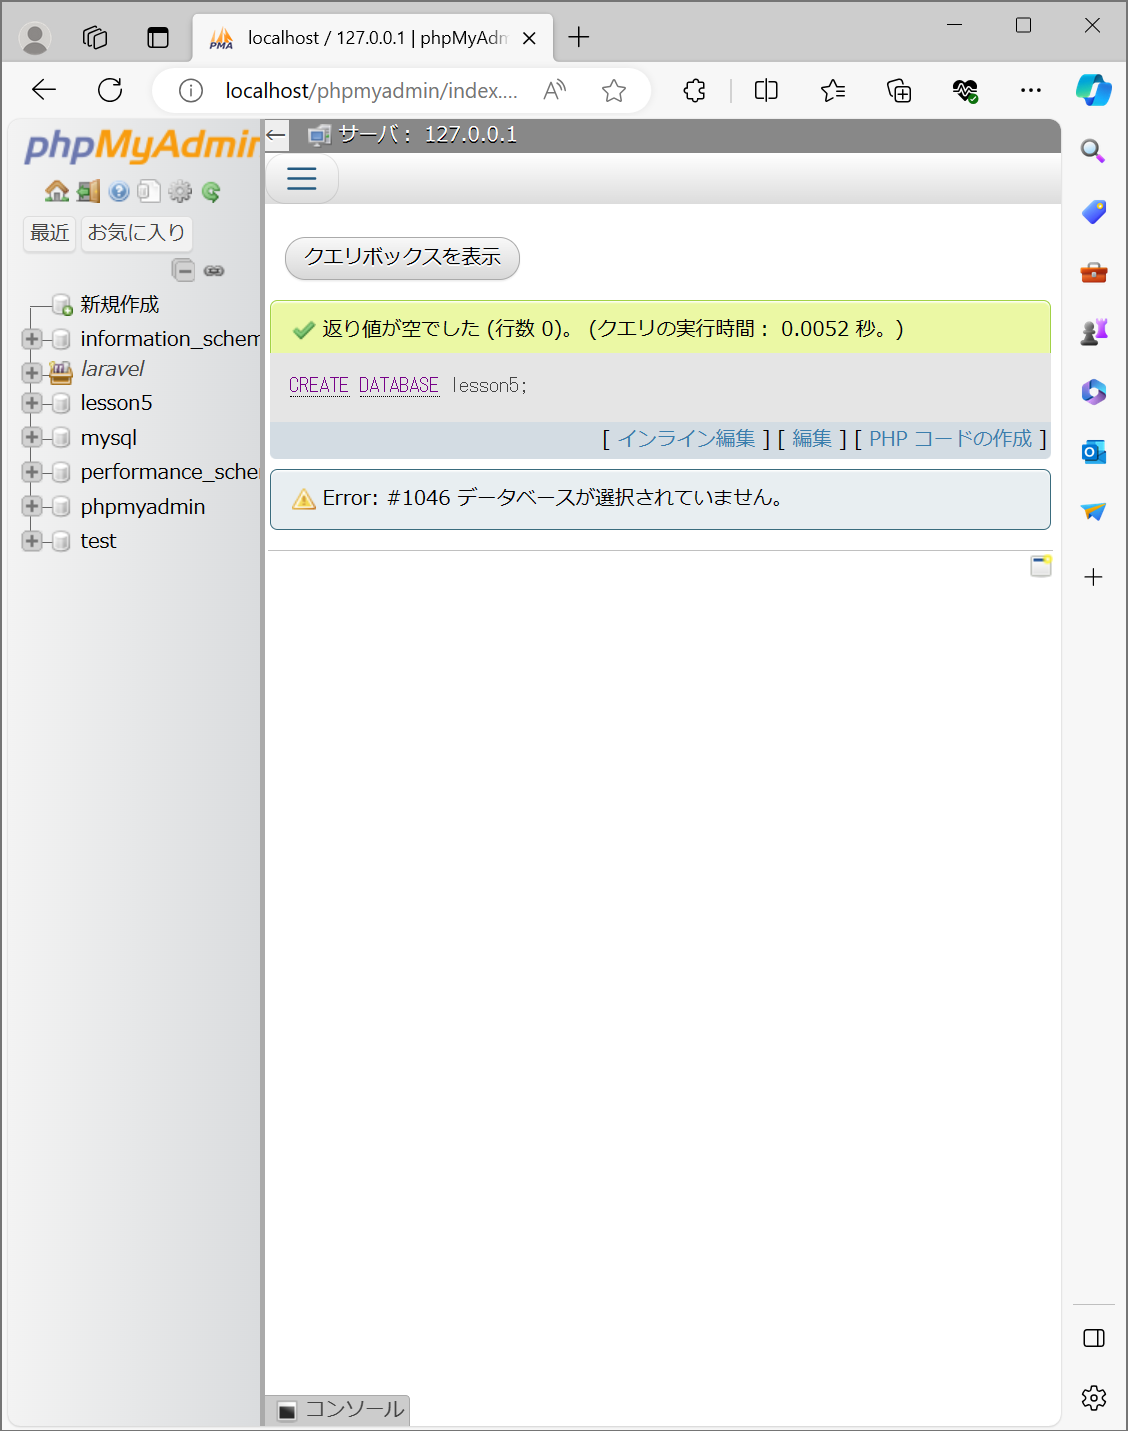 localhost / 127.0.0.1 | phpMyAdm
localhost/phpmyadmin/index....
phpMyAdmin
サーバ： 127.0.0.1
最近
お気に入り
クエリボックスを表示
新規作成
information_schem
laravel
lesson5
mysql
performance_sche
phpmyadmin
test
返り値が空でした (行数 0)。 (クエリの実行時間： 0.0052 秒。)
CREATE DATABASE lesson5;
[ インライン編集 ] [ 編集 ] [ PHP コードの作成 ]
Error: #1046 データベースが選択されていません。
コンソール